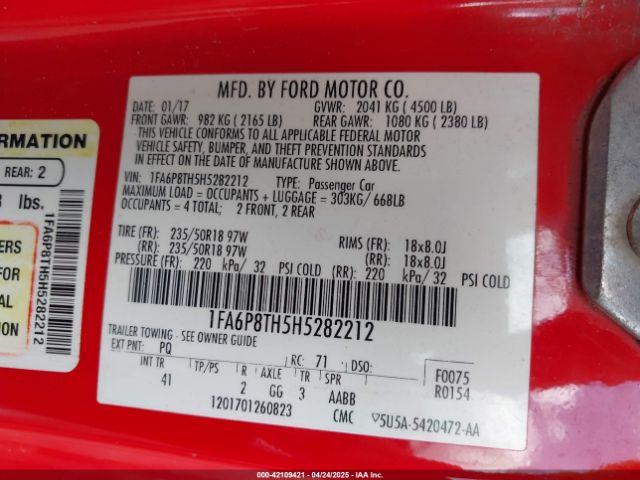 MFD. BY FORD MOTOR CO.
DATE: 01/17 GVWR: 2041 KG ( 4500 LB)
FRONT GAWR: 982 KG ( 2165 LB) REAR GAWR: 1080 KG ( 2380 LB)
THIS VEHICLE CONFORMS TO ALL APPLICABLE FEDERAL MOTOR
VEHICLE SAFETY, BUMPER, AND THEFT PREVENTION STANDARDS
IN EFFECT ON THE DATE OF MANUFACTURE SHOWN ABOVE.
VIN: 1FA6P8TH5H5282212 TYPE: Passenger Car
MAXIMUM LOAD = OCCUPANTS + LUGGAGE = 303KG/ 668LB
OCCUPANTS = 4 TOTAL; 2 FRONT, 2 REAR
TIRE (FR): 235/50R18 97W RIMS (FR): 18x8.0J
(RR): 235/50R18 97W (RR): 18x8.0J
PRESSURE (FR): 220 kPa/ 32 PSI COLD (RR): 220 kPa/ 32 PSI COLD
1FA6P8TH5H5282212
TRAILER TOWING - SEE OWNER GUIDE
EXT PNT: PQ RC: 71 DSO:
INT TR TP/PS R AXLE TR SPR
41 2 GG 3 AABB
F0075
R0154
1201701260823 CMC ▽5U5A-5420472-AA
ORMATION
REAR: 2
lbs.
1FA6P8TH5H5282212
ERS
FOR
AL
TION
000-42109421 - 04/24/2025 - IAAI.COM